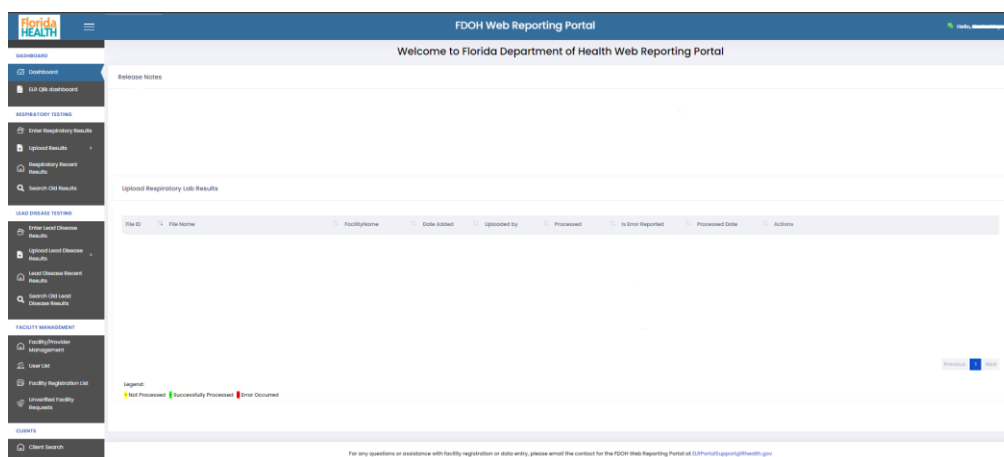 Florida
HEALTH
FDOH Web Reporting Portal
Hello,
Welcome to Florida Department of Health Web Reporting Portal
DASHBOARD
Dashboard
ELR Qlik dashboard
RESPIRATORY TESTING
Enter Respiratory Results
Upload Results
Respiratory Recent
Results
Search Old Results
LEAD DISEASE TESTING
Enter Lead Disease
Results
Upload Lead Disease
Results
Lead Disease Recent
Results
Search Old Lead
Disease Results
FACILITY MANAGEMENT
Facility/Provider
Management
User List
Facility Registration List
Unverified Facility
Requests
CLIENTS
Client Search
Release Notes
Upload Respiratory Lab Results
File ID File Name FacilityName Date Added Uploaded by Processed Is Error Reported Processed Date Actions
Previous 1 Next
Legend:
Not Processed Successfully Processed Error Occurred
For any questions or assistance with facility registration or data entry, please email the contact for the FDOH Web Reporting Portal at ELRPortalSupport@flhealth.gov